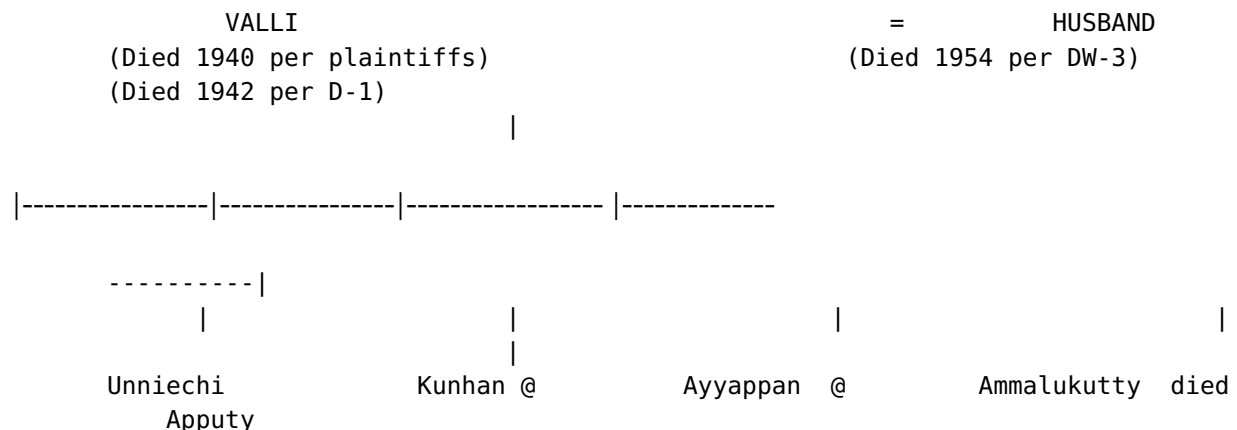 VALLI = HUSBAND
(Died 1940 per plaintiffs) (Died 1954 per DW-3)
(Died 1942 per D-1)
|
|-----------------|----------------|------------------ |--------------
----------|
| | | |
|
Unniechi Kunhan @ Ayyappan @ Ammalukutty died
Apputy